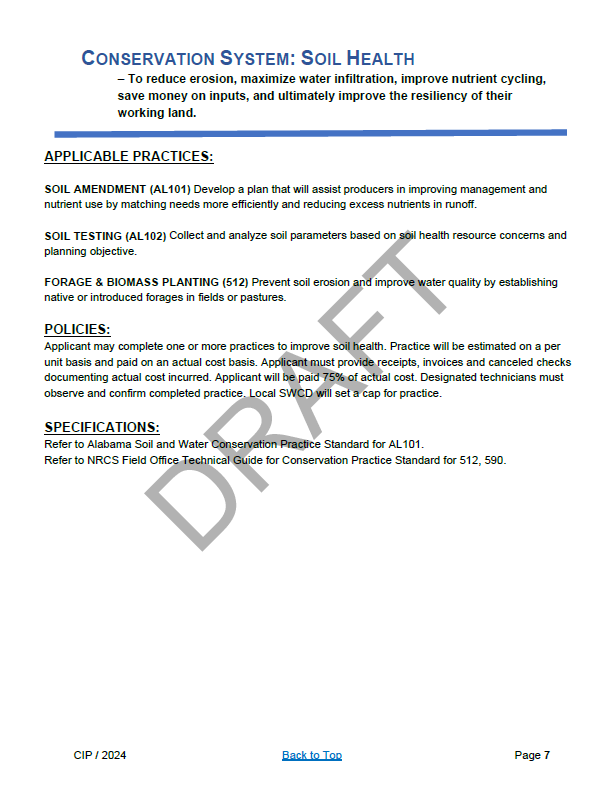 CONSERVATION SYSTEM: SOIL HEALTH
– To reduce erosion, maximize water infiltration, improve nutrient cycling,
save money on inputs, and ultimately improve the resiliency of their
working land.
APPLICABLE PRACTICES:
SOIL AMENDMENT (AL101) Develop a plan that will assist producers in improving management and
nutrient use by matching needs more efficiently and reducing excess nutrients in runoff.
SOIL TESTING (AL102) Collect and analyze soil parameters based on soil health resource concerns and
planning objective.
FORAGE & BIOMASS PLANTING (512) Prevent soil erosion and improve water quality by establishing
native or introduced forages in fields or pastures.
POLICIES:
Applicant may complete one or more practices to improve soil health. Practice will be estimated on a per
unit basis and paid on an actual cost basis. Applicant must provide receipts, invoices and canceled checks
documenting actual cost incurred. Applicant will be paid 75% of actual cost. Designated technicians must
observe and confirm completed practice. Local SWCD will set a cap for practice.
SPECIFICATIONS:
Refer to Alabama Soil and Water Conservation Practice Standard for AL101.
Refer to NRCS Field Office Technical Guide for Conservation Practice Standard for 512, 590.
DRAFT
CIP / 2024 Back to Top Page 7